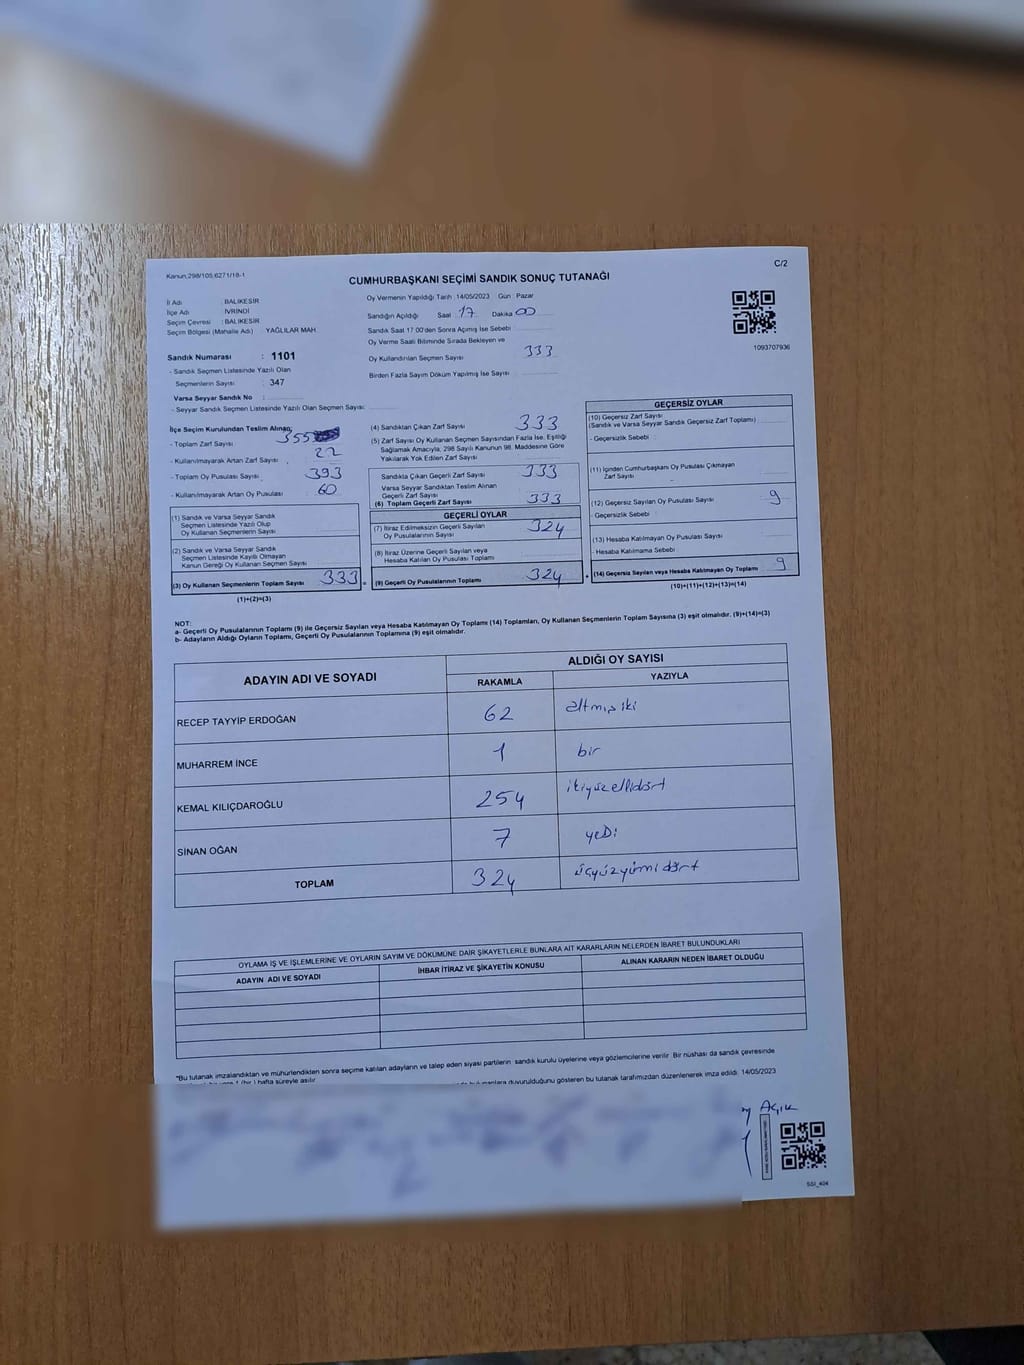 Kanun:298/105;6271/18-1
C/2
CUMHURBAŞKANI SEÇİMİ SANDIK SONUÇ TUTANAĞI
İl Adı : BALIKESİR
İlçe Adı : İVRİNDİ
Seçim Çevresi : BALIKESİR
Seçim Bölgesi (Mahalle Adı) : YAĞLILAR MAH.
Sandık Numarası : 1101
- Sandık Seçmen Listesinde Yazılı Olan
Seçmenlerin Sayısı : 347
Varsa Seyyar Sandık No :
- Seyyar Sandık Seçmen Listesinde Yazılı Olan Seçmen Sayısı:
Oy Vermenin Yapıldığı Tarih :14/05/2023 Gün : Pazar
Sandığın Açıldığı Saat 17 Dakika 00
Sandık Saat 17:00'den Sonra Açılmış İse Sebebi
Oy Verme Saati Bitiminde Sırada Bekleyen ve
Oy Kullandırılan Seçmen Sayısı 333
Birden Fazla Sayım Döküm Yapılmış İse Sayısı
1093707936
İlçe Seçim Kurulundan Teslim Alınan;
- Toplam Zarf Sayısı : 355
- Kullanılmayarak Artan Zarf Sayısı : 22
- Toplam Oy Pusulası Sayısı : 393
- Kullanılmayarak Artan Oy Pusulası : 60
(1) Sandık ve Varsa Seyyar Sandık
Seçmen Listesinde Yazılı Olup
Oy Kullanan Seçmenlerin Sayısı
(2) Sandık ve Varsa Seyyar Sandık
Seçmen Listesinde Kayıtlı Olmayan
Kanun Gereği Oy Kullanan Seçmen Sayısı
(3) Oy Kullanan Seçmenlerin Toplam Sayısı 333
(1)+(2)=(3)
(4) Sandıktan Çıkan Zarf Sayısı 333
(5) Zarf Sayısı Oy Kullanan Seçmen Sayısından Fazla İse, Eşitliği
Sağlamak Amacıyla, 298 Sayılı Kanunun 98. Maddesine Göre
Yakılarak Yok Edilen Zarf Sayısı
Sandıkta Çıkan Geçerli Zarf Sayısı 333
Varsa Seyyar Sandıktan Teslim Alınan
Geçerli Zarf Sayısı
(6) Toplam Geçerli Zarf Sayısı 333
GEÇERLİ OYLAR
(7) İtiraz Edilmeksizin Geçerli Sayılan
Oy Pusulalarının Sayısı 324
(8) İtiraz Üzerine Geçerli Sayılan veya
Hesaba Katılan Oy Pusulası Toplamı
= (9) Geçerli Oy Pusulalarının Toplamı 324
GEÇERSİZ OYLAR
(10) Geçersiz Zarf Sayısı
(Sandık ve Varsa Seyyar Sandık Geçersiz Zarf Toplamı)
- Geçersizlik Sebebi
(11) İçinden Cumhurbaşkanı Oy Pusulası Çıkmayan
Zarf Sayısı
(12) Geçersiz Sayılan Oy Pusulası Sayısı 9
- Geçersizlik Sebebi
(13) Hesaba Katılmayan Oy Pusulası Sayısı
- Hesaba Katılmama Sebebi
+ (14) Geçersiz Sayılan veya Hesaba Katılmayan Oy Toplamı 9
(10)+(11)+(12)+(13)=(14)
NOT:
a- Geçerli Oy Pusulalarının Toplamı (9) ile Geçersiz Sayılan veya Hesaba Katılmayan Oy Toplamı (14) Toplamları, Oy Kullanan Seçmenlerin Toplam Sayısına (3) eşit olmalıdır. (9)+(14)=(3)
b- Adayların Aldığı Oyların Toplamı, Geçerli Oy Pusulalarının Toplamına (9) eşit olmalıdır.
ADAYIN ADI VE SOYADI ALDIĞI OY SAYISI
RAKAMLA YAZIYLA
RECEP TAYYİP ERDOĞAN 62 altmış iki
MUHARREM İNCE 1 bir
KEMAL KILIÇDAROĞLU 254 ikiyüzellidört
SİNAN OĞAN 7 yedi
TOPLAM 324 üçyüzyirmidört
OYLAMA İŞ VE İŞLEMLERİNE VE OYLARIN SAYIM VE DÖKÜMÜNE DAİR ŞİKAYETLERLE BUNLARA AİT KARARLARIN NELERDEN İBARET BULUNDUKLARI
ADAYIN ADI VE SOYADI İHBAR İTİRAZ VE ŞİKAYETİN KONUSU ALINAN KARARIN NEDEN İBARET OLDUĞU
*Bu tutanak imzalandıktan ve mühürlendikten sonra seçime katılan adayların ve talep eden siyasi partilerin sandık kurulu üyelerine veya gözlemcilerine verilir. Bir nüshası da sandık çevresinde
hafta süreyle asılır duyurulduğunu gösteren bu tutanak tarafımızdan düzenlenerek imza edildi. 14/05/2023
Açık
SSI_404